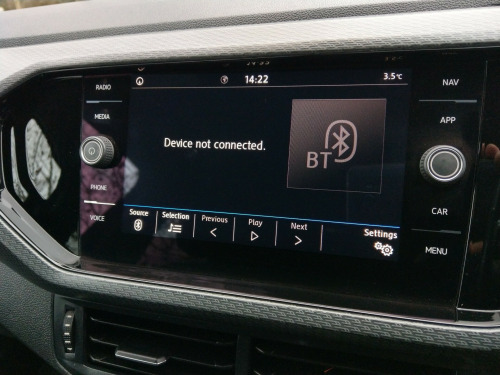 RADIO
MEDIA
PHONE
VOICE
14:22
3.5°C
Device not connected.
BT
Source
Selection
Previous
Play
Next
Settings
NAV
APP
CAR
MENU